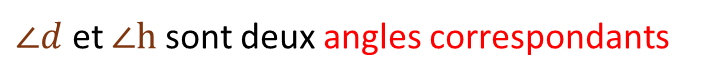 ∠d et ∠h sont deux angles correspondants